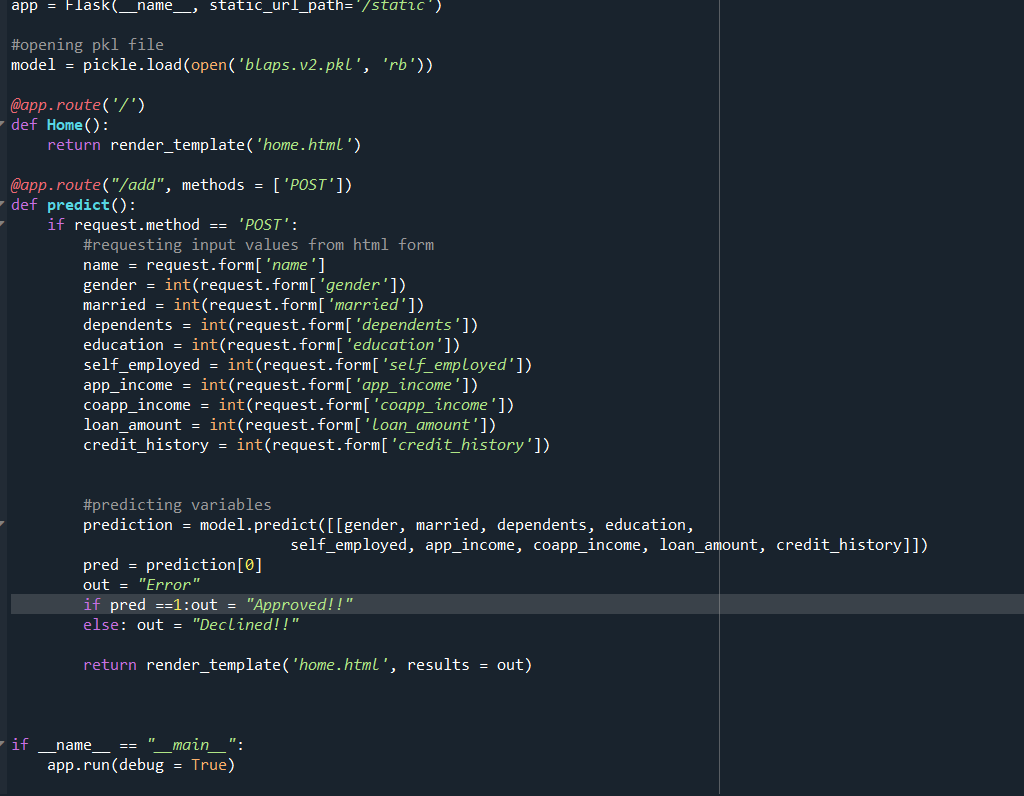 app = Flask(__name__, static_url_path='/static')
#opening pkl file
model = pickle.load(open('blaps.v2.pkl', 'rb'))
@app.route('/')
def Home():
return render_template('home.html')
@app.route("/add", methods = ['POST'])
def predict():
if request.method == 'POST':
#requesting input values from html form
name = request.form['name']
gender = int(request.form['gender'])
married = int(request.form['married'])
dependents = int(request.form['dependents'])
education = int(request.form['education'])
self_employed = int(request.form['self_employed'])
app_income = int(request.form['app_income'])
coapp_income = int(request.form['coapp_income'])
loan_amount = int(request.form['loan_amount'])
credit_history = int(request.form['credit_history'])
#predicting variables
prediction = model.predict([[gender, married, dependents, education,
self_employed, app_income, coapp_income, loan_amount, credit_history]])
pred = prediction[0]
out = "Error"
if pred ==1:out = "Approved!!"
else: out = "Declined!!"
return render_template('home.html', results = out)
if __name__ == "__main__":
app.run(debug = True)